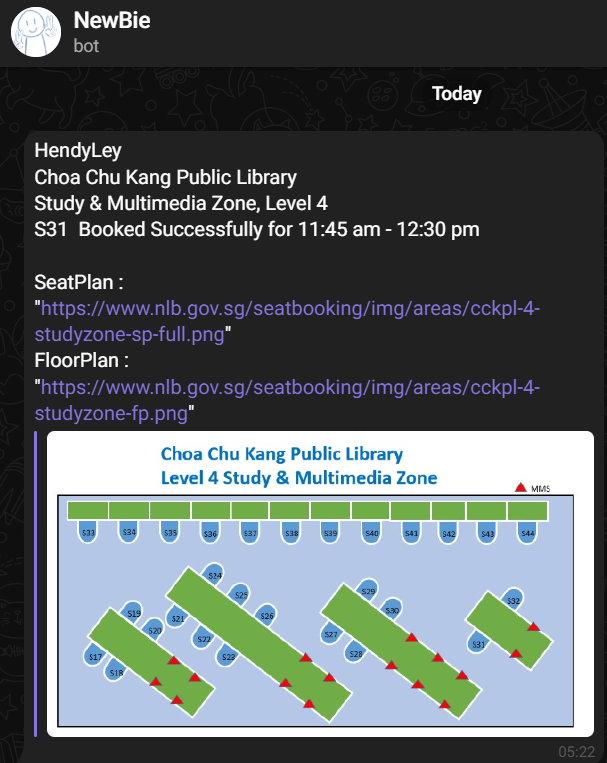 NewBie
bot
Today
HendyLey
Choa Chu Kang Public Library
Study & Multimedia Zone, Level 4
S31  Booked Successfully for 11:45 am - 12:30 pm
SeatPlan :
"https://www.nlb.gov.sg/seatbooking/img/areas/cckpl-4-
studyzone-sp-full.png"
FloorPlan :
"https://www.nlb.gov.sg/seatbooking/img/areas/cckpl-4-
studyzone-fp.png"
Choa Chu Kang Public Library
Level 4 Study & Multimedia Zone
MMS
S33 S34 S35 S36 S37 S38 S39 S40 S41 S42 S43 S44
S24
S25
S26
S29
S30
S32
S19
S20
S21
S22
S23
S27
S28
S31
S17
S18
05:22